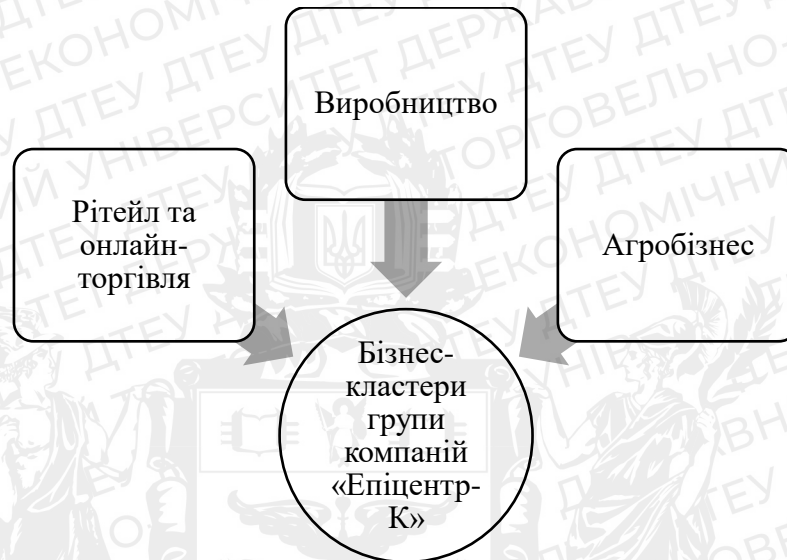 Виробництво
Рітейл та
онлайн-
торгівля
Агробізнес
Бізнес-
кластери
групи
компаній
«Епіцентр-
К»